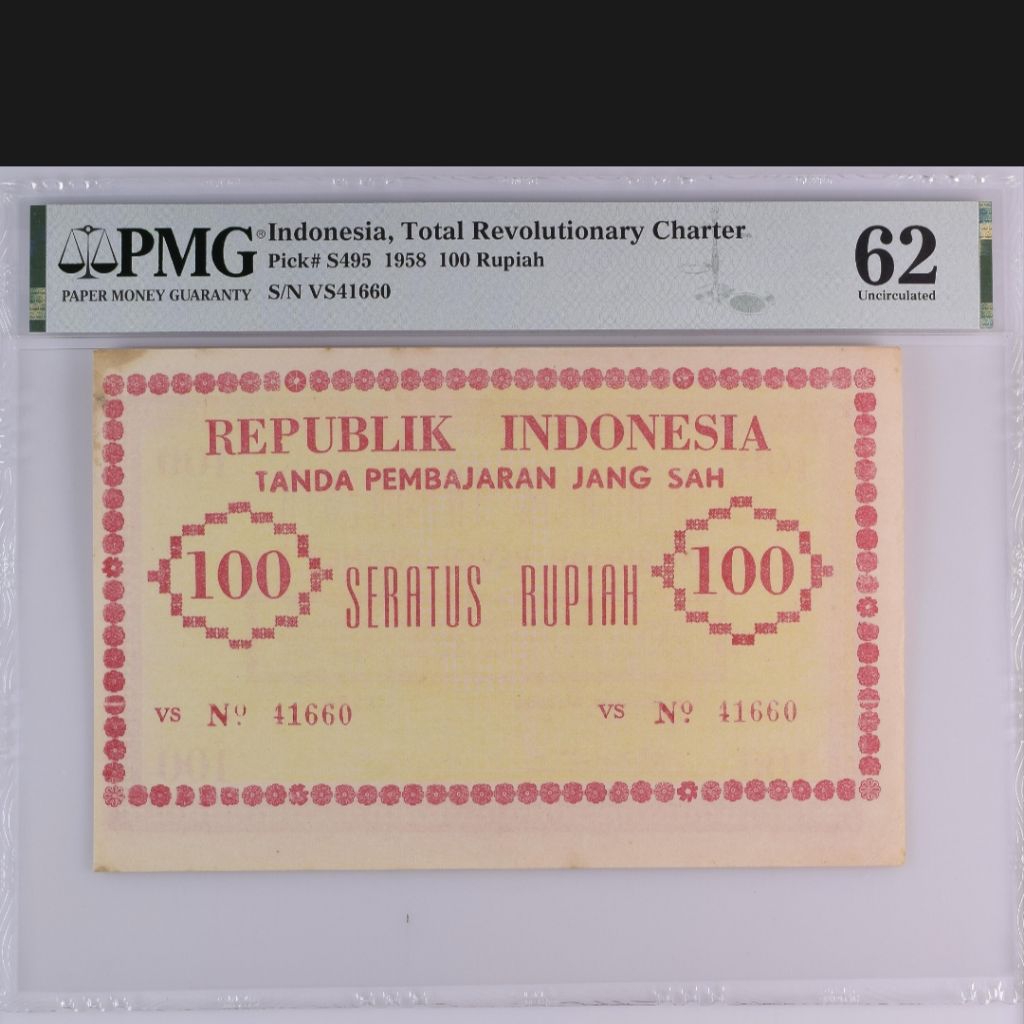 PMG® Indonesia, Total Revolutionary Charter
Pick# S495 1958 100 Rupiah
PAPER MONEY GUARANTY S/N VS41660
62
Uncirculated
REPUBLIK INDONESIA
TANDA PEMBAJARAN JANG SAH
100 SERATUS RUPIAH 100
VS Nº 41660 VS Nº 41660